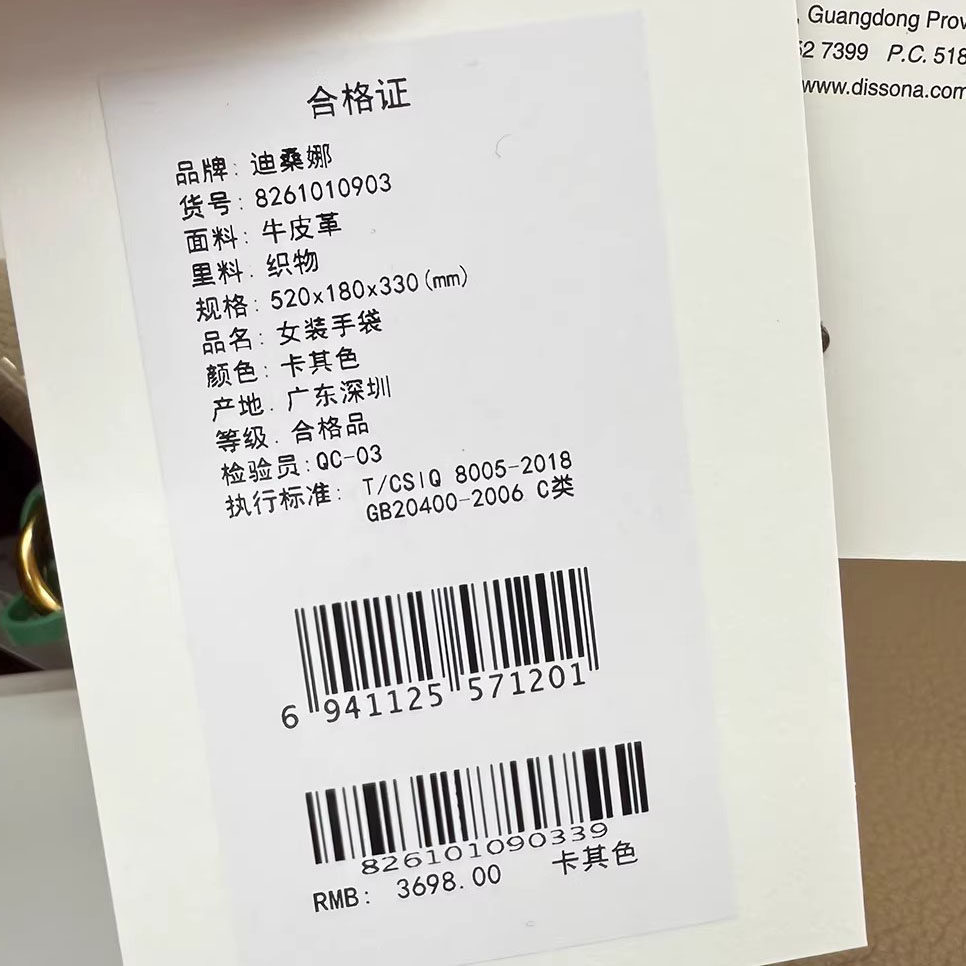 合格证
品牌: 迪桑娜
货号: 8261010903
面料: 牛皮革
里料: 织物
规格: 520x180x330(mm)
品名: 女装手袋
颜色: 卡其色
产地: 广东深圳
等级: 合格品
检验员:QC-03
执行标准: T/CSIQ 8005-2018
GB20400-2006 C类
6 941125 571201
826101090339
RMB: 3698.00 卡其色
, Guangdong Prov
52 7399 P.C. 518
www.dissona.com